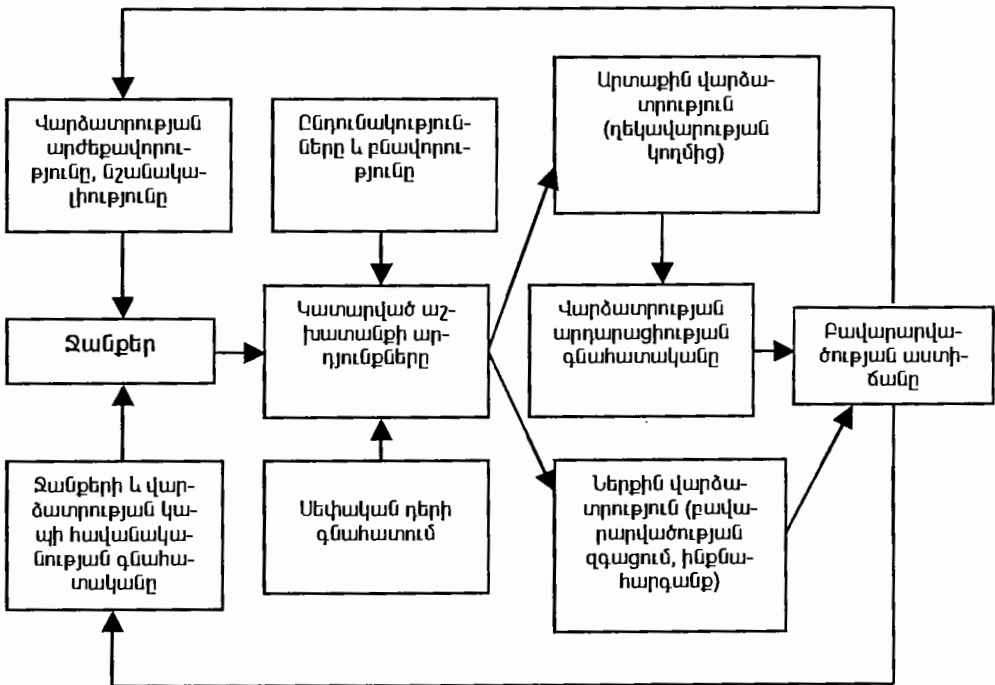 Վարձատրության
արժեքավորու-
թյունը, նշանակա-
լիությունը
Ընդունակություն-
ները և բնավորու-
թյունը
Արտաքին վարձա-
տրություն
(ղեկավարության
կողմից)
Ջանքեր
Կատարված աշ-
խատանքի ար-
դյունքները
Վարձատրության
արդարացիության
գնահատականը
Բավարարվա-
ծության աստի-
ճանը
Ջանքերի և վար-
ձատրության կա-
պի հավանակա-
նության գնահա-
տականը
Սեփական դերի
գնահատում
Ներքին վարձա-
տրություն (բավա-
րարվածության
զգացում, ինքնա-
հարգանք)